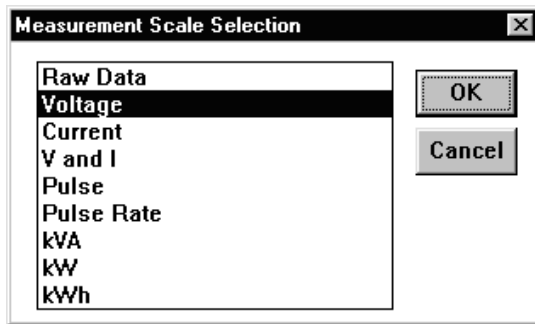 Measurement Scale Selection
Raw Data
Voltage
Current
V and I
Pulse
Pulse Rate
kVA
kW
kWh
OK
Cancel